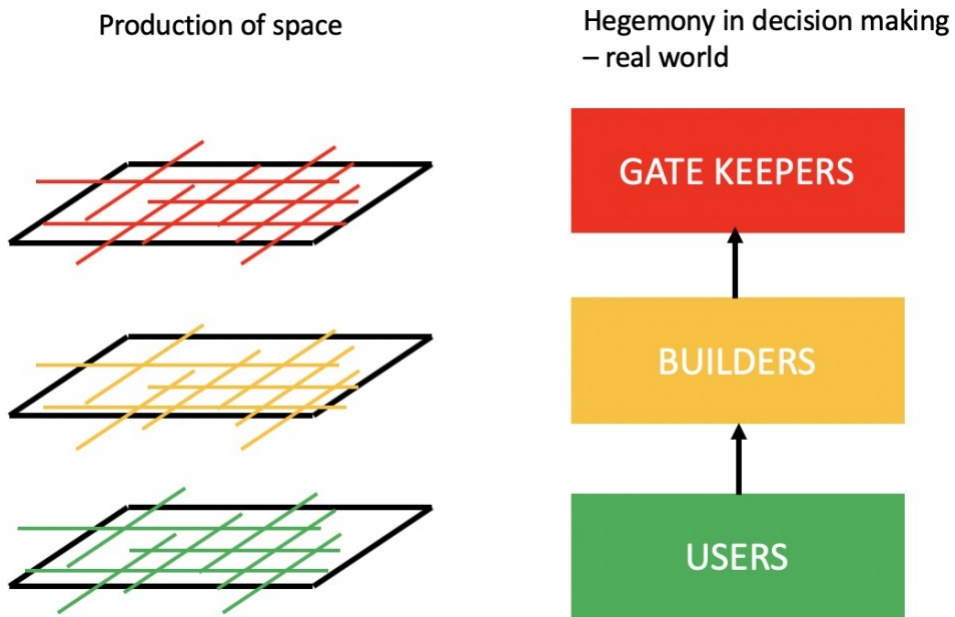 Production of space
Hegemony in decision making
– real world
GATE KEEPERS
BUILDERS
USERS